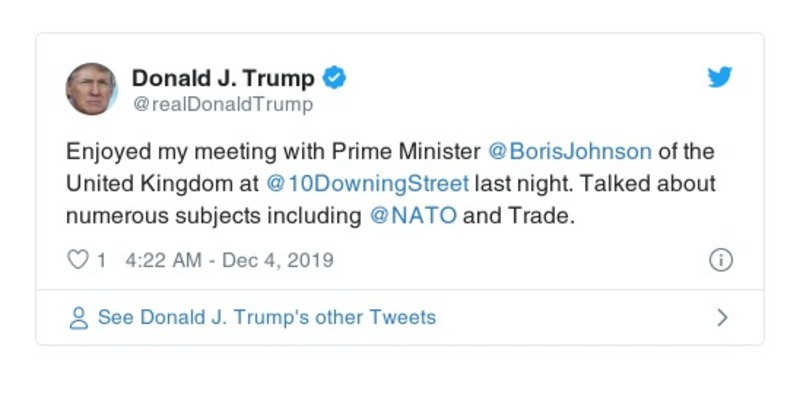 Donald J. Trump
@realDonaldTrump
Enjoyed my meeting with Prime Minister @BorisJohnson of the
United Kingdom at @10DowningStreet last night. Talked about
numerous subjects including @NATO and Trade.
1 4:22 AM - Dec 4, 2019
See Donald J. Trump's other Tweets